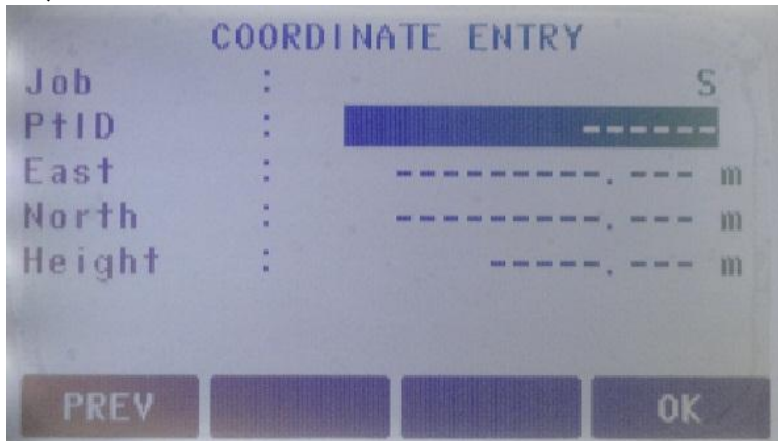 COORDINATE ENTRY
Job : S
PtID : ------
East : ---------.--- m
North : ---------.--- m
Height : -----.--- m
PREV OK